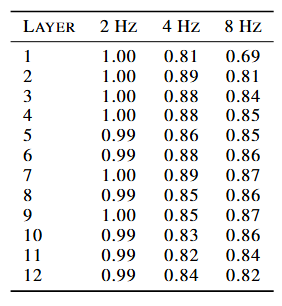 LAYER 2 Hz 4 Hz 8 Hz
1 1.00 0.81 0.69
2 1.00 0.89 0.81
3 1.00 0.88 0.84
4 1.00 0.88 0.85
5 0.99 0.86 0.85
6 0.99 0.88 0.86
7 1.00 0.89 0.87
8 0.99 0.85 0.86
9 1.00 0.85 0.87
10 0.99 0.83 0.86
11 0.99 0.82 0.84
12 0.99 0.84 0.82